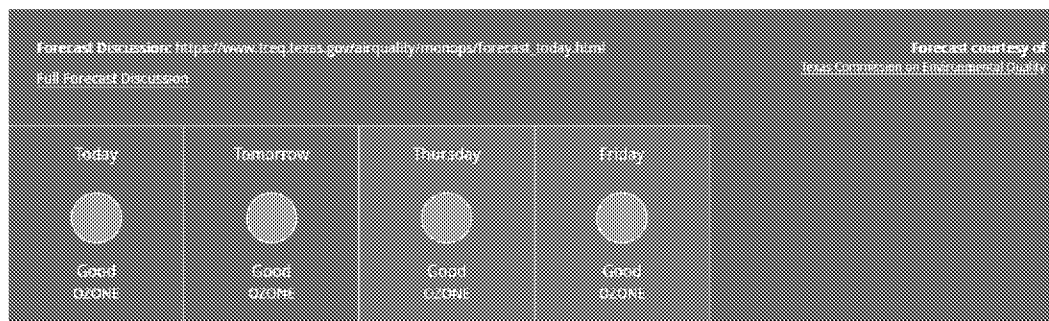 Forecast Discussion: https://www.tceq.texas.gov/airquality/monops/forecast_today.html
Forecast courtesy of
Texas Commission on Environmental Quality
Full Forecast Discussion
Today Tomorrow Thursday Friday
Good Good Good Good
OZONE OZONE OZONE OZONE